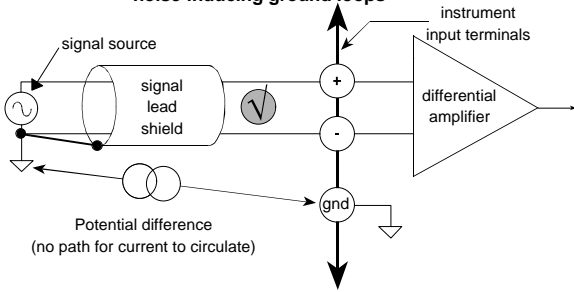 noise inducing ground loops
instrument
input terminals
signal source
signal
lead
shield
√
+
-
differential
amplifier
gnd
Potential difference
(no path for current to circulate)